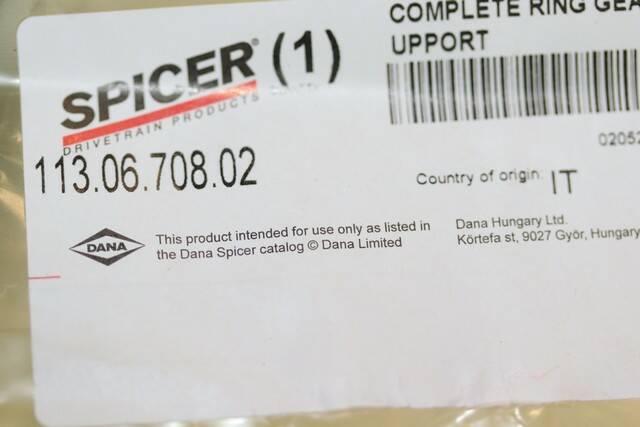 COMPLETE RING GEA
UPPORT
SPICER® (1)
DRIVETRAIN PRODUCTS
0205
113.06.708.02
Country of origin: IT
DANA
This product intended for use only as listed in
the Dana Spicer catalog © Dana Limited
Dana Hungary Ltd.
Körtefa st, 9027 Györ, Hungary